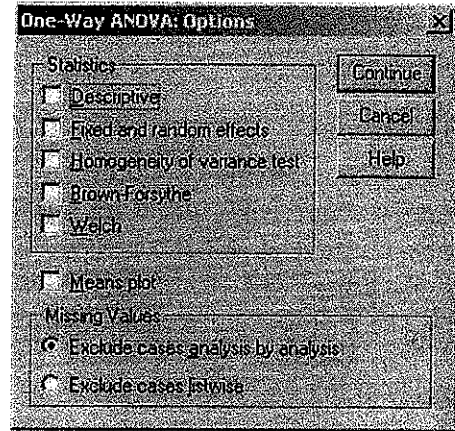 One-Way ANOVA: Options
Statistics
Descriptive
Fixed and random effects
Homogeneity of variance test
Brown-Forsythe
Welch
Means plot
Missing Values
Exclude cases analysis by analysis
Exclude cases listwise
Continue
Cancel
Help